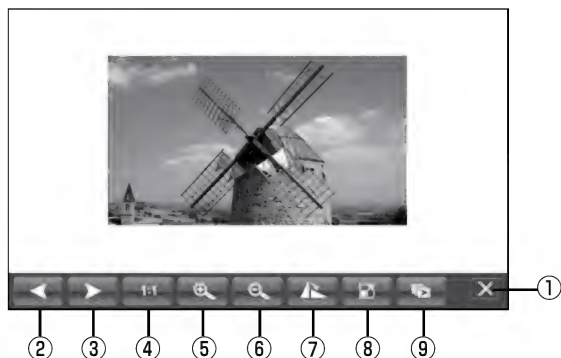 1:1
①
② ③ ④ ⑤ ⑥ ⑦ ⑧ ⑨